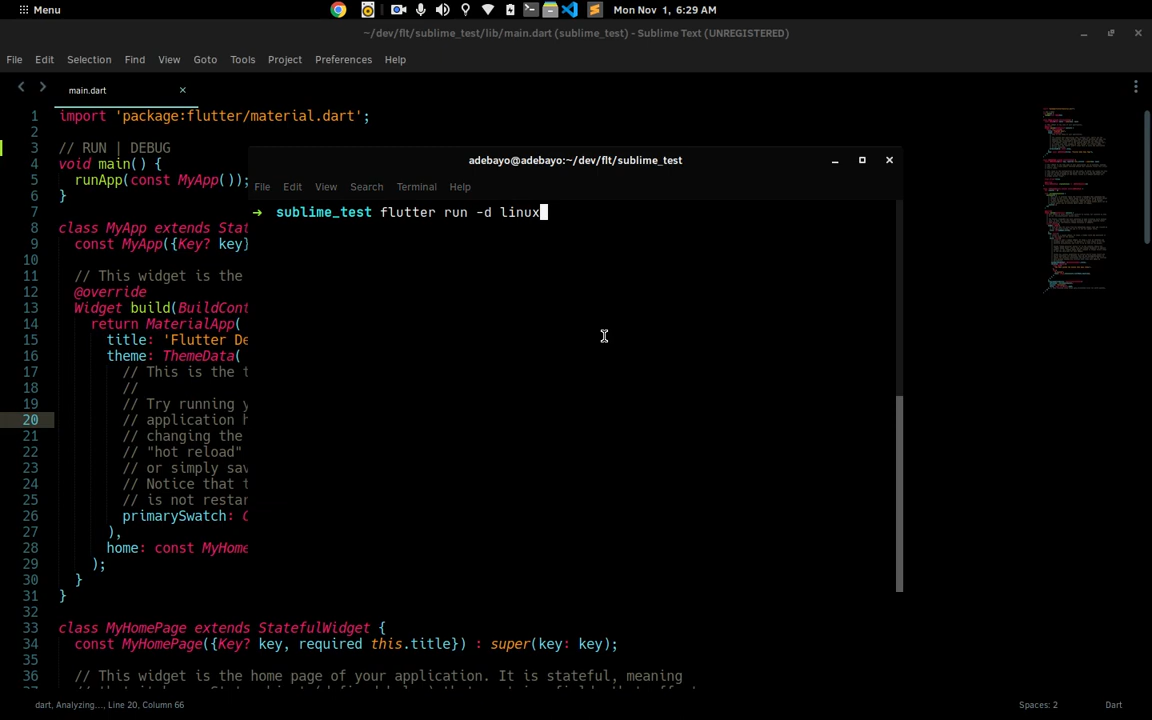 Menu
Mon Nov 1, 6:29 AM
~/dev/flt/sublime_test/lib/main.dart (sublime_test) - Sublime Text (UNREGISTERED)
File Edit Selection Find View Goto Tools Project Preferences Help
main.dart
1 import 'package:flutter/material.dart';
2
3 // RUN | DEBUG
4 void main() {
5 runApp(const MyApp());
6 }
7
8 class MyApp extends Stat
9 const MyApp({Key? key}
10
11 // This widget is the
12 @override
13 Widget build(BuildCont
14 return MaterialApp(
15 title: 'Flutter De
16 theme: ThemeData(
17 // This is the t
18 //
19 // Try running y
20 // application h
21 // changing the
22 // "hot reload"
23 // or simply sav
24 // Notice that t
25 // is not restar
26 primarySwatch:
27 ),
28 home: const MyHome
29 );
30 }
31 }
32
33 class MyHomePage extends StatefulWidget {
34 const MyHomePage({Key? key, required this.title}) : super(key: key);
35
36 // This widget is the home page of your application. It is stateful, meaning
adebayo@adebayo:~/dev/flt/sublime_test
File Edit View Search Terminal Help
➜ sublime_test flutter run -d linux
dart, Analyzing..., Line 20, Column 66
Spaces: 2
Dart